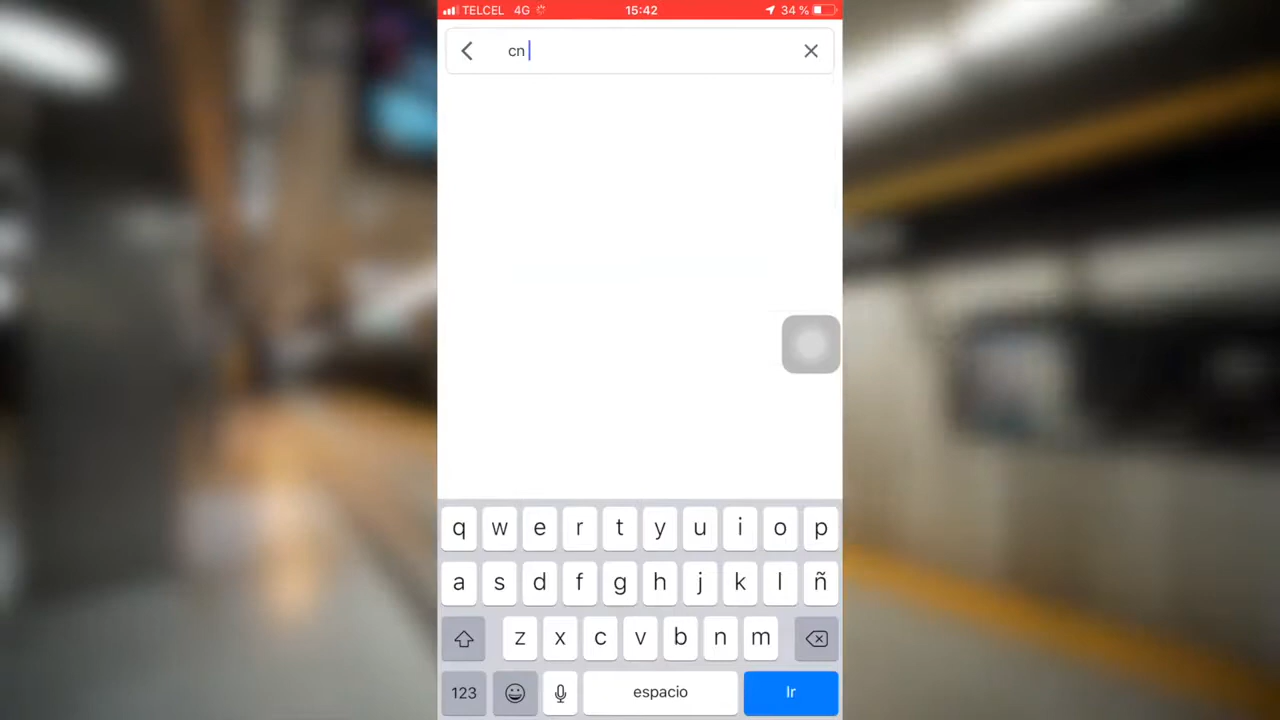 TELCEL 4G 15:42 34 %
cn
q w e r t y u i o p
a s d f g h j k l ñ
z x c v b n m
123 espacio Ir